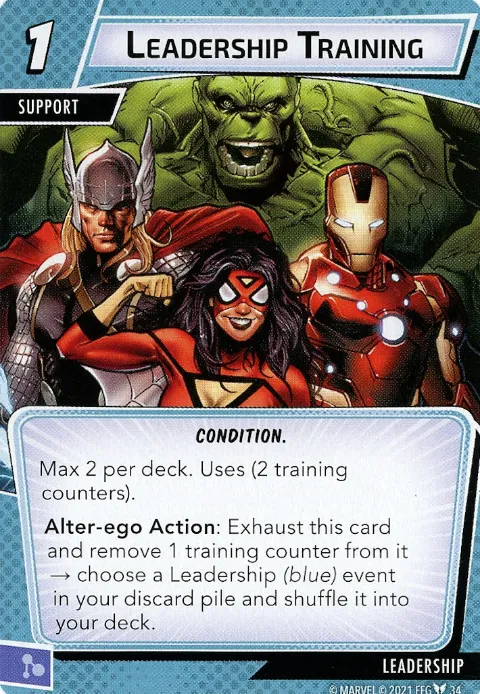 1
LEADERSHIP TRAINING
SUPPORT
CONDITION.
Max 2 per deck. Uses (2 training
counters).
Alter-ego Action: Exhaust this card
and remove 1 training counter from it
→ choose a Leadership (blue) event
in your discard pile and shuffle it into
your deck.
LEADERSHIP
© MARVEL © 2021 FFG 34